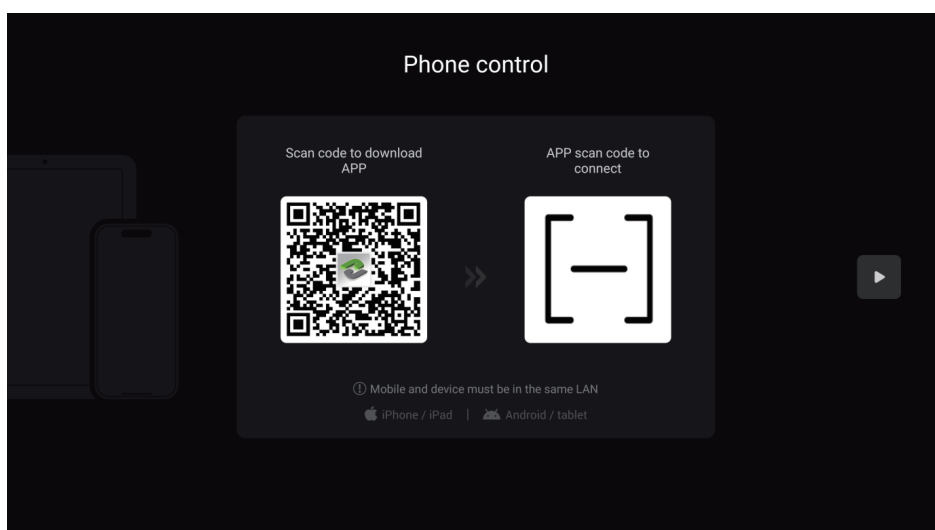 Phone control
Scan code to download
APP
APP scan code to
connect
Mobile and device must be in the same LAN
iPhone / iPad | Android / tablet